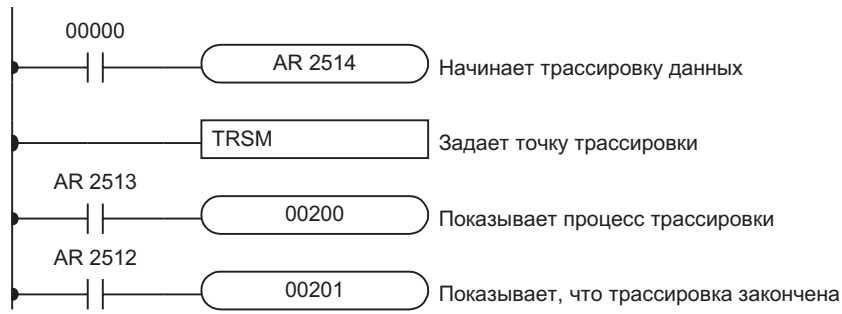 00000
AR 2514 Начинает трассировку данных
TRSM Задает точку трассировки
AR 2513
00200 Показывает процесс трассировки
AR 2512
00201 Показывает, что трассировка закончена